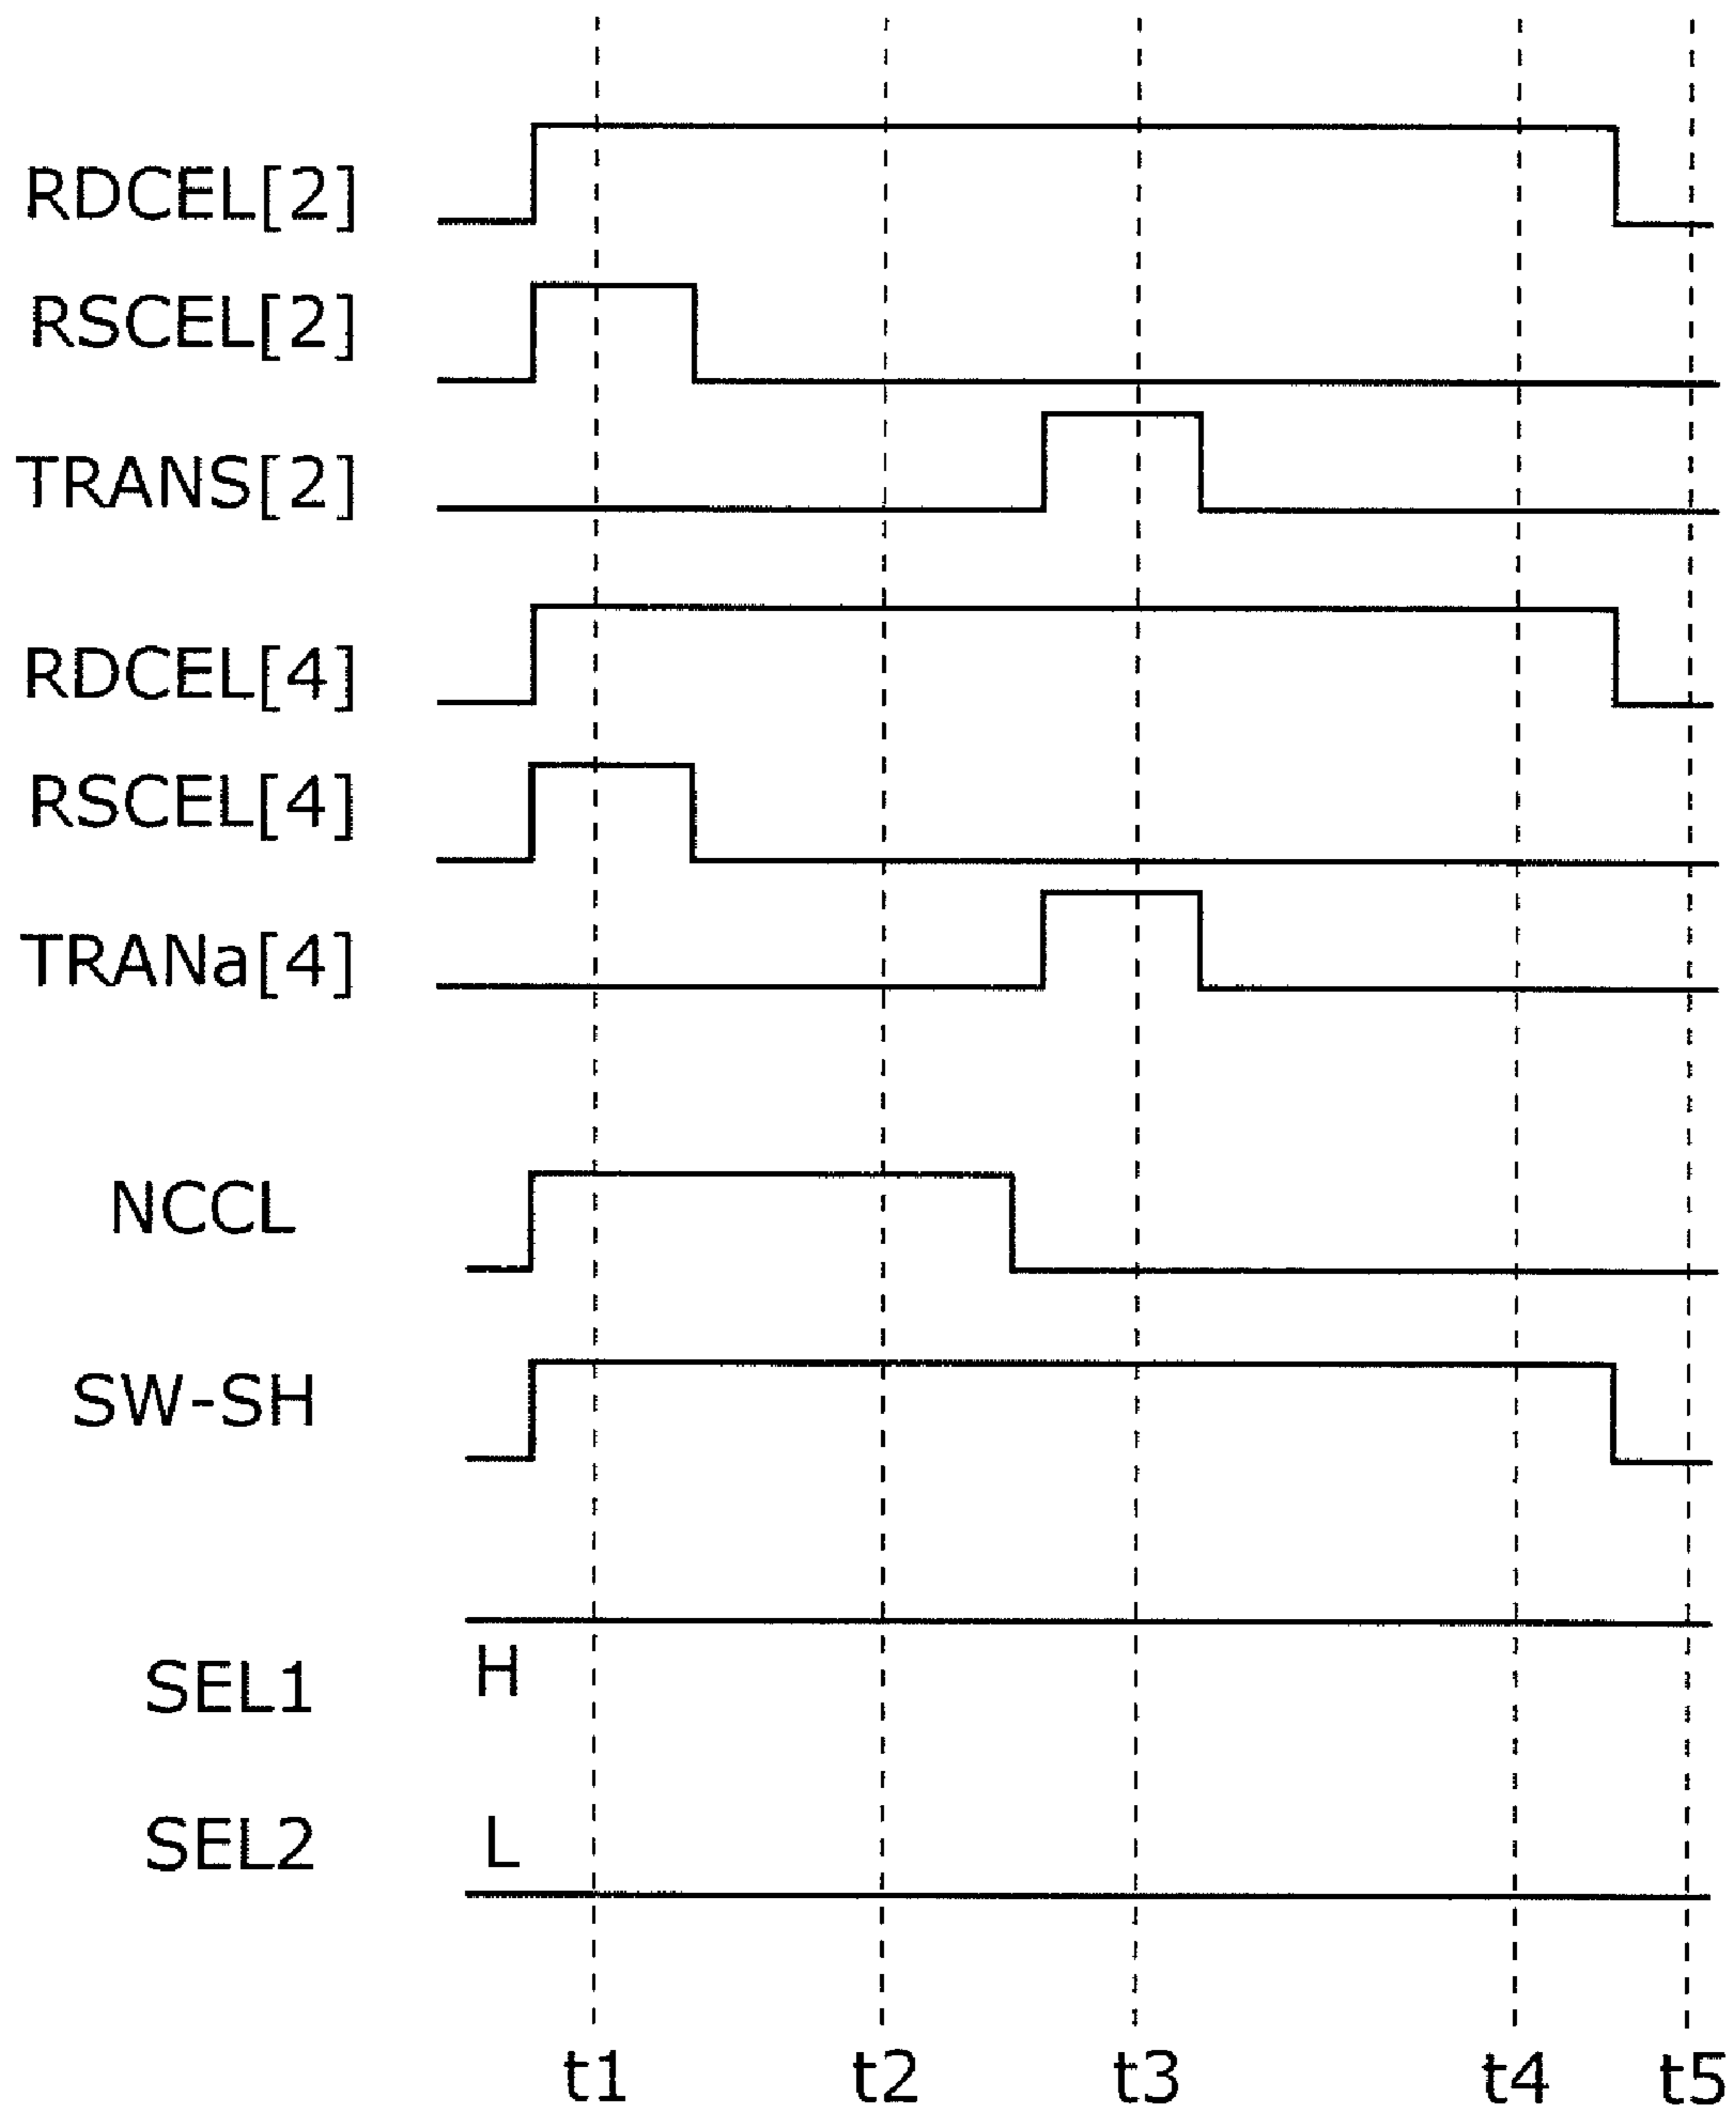 RDCEL[2]
RSCEL[2]
TRANS[2]
RDCEL[4]
RSCEL[4]
TRANa[4]
NCCL
SW-SH
SEL1 H
SEL2 L
t1 t2 t3 t4 t5